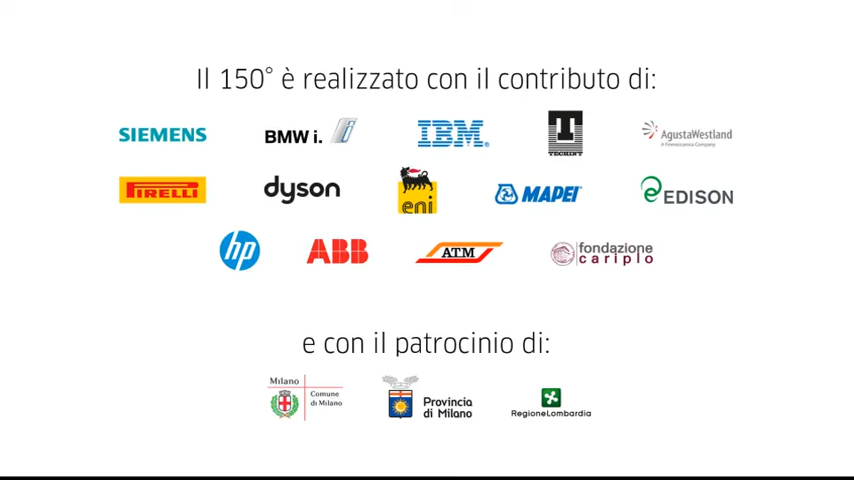 Il 150° è realizzato con il contributo di:
SIEMENS BMW i. IBM TECHINT AgustaWestland
A Finmeccanica Company
PIRELLI dyson eni MAPEI EDISON
hp ABB ATM fondazione
cariplo
e con il patrocinio di:
Milano
Comune
di Milano
Provincia
di Milano
RegioneLombardia